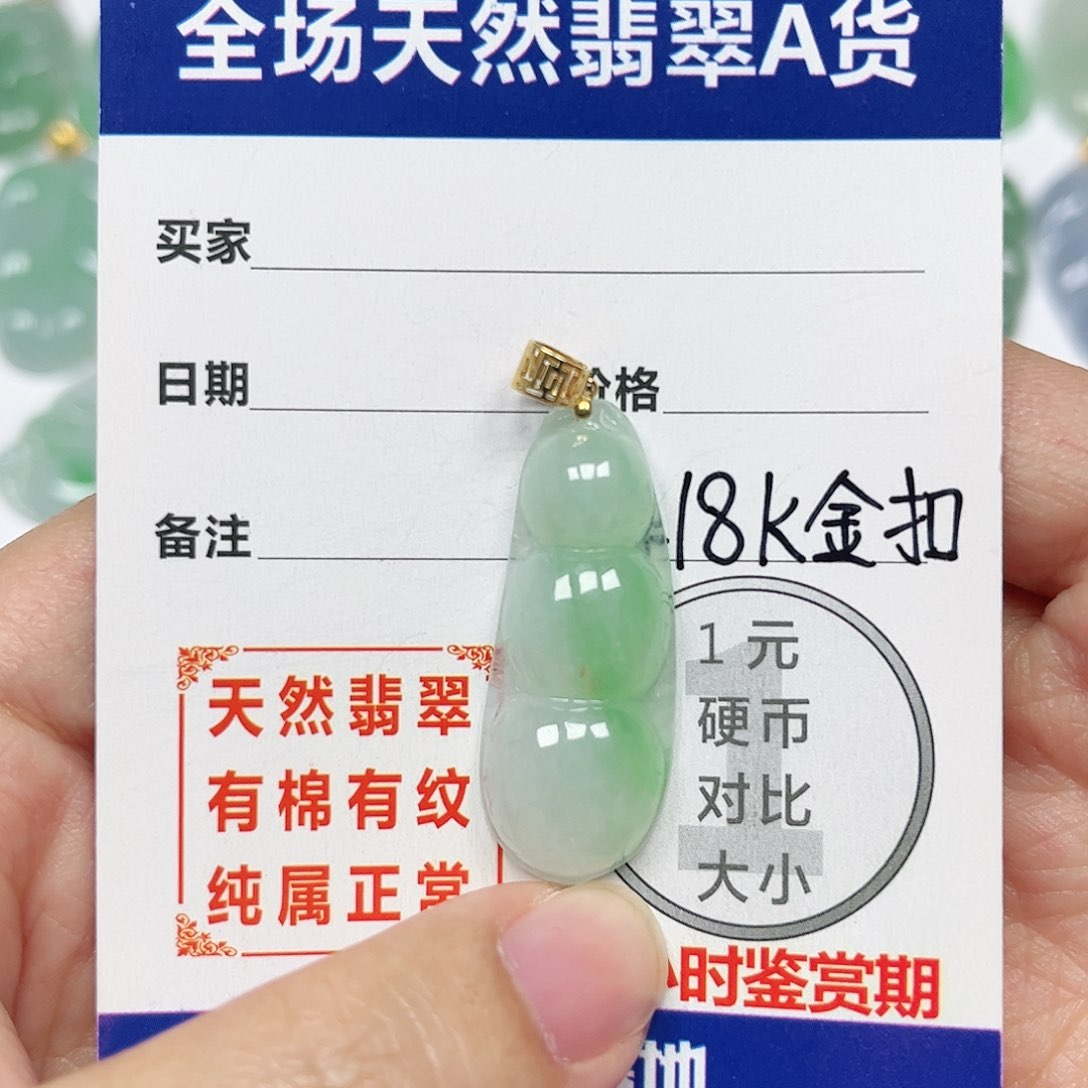 全场天然翡翠A货
买家
日期
价格
备注
18K金扣
天然翡翠
有棉有纹
纯属正常
1元
硬币
对比
大小
小时鉴赏期